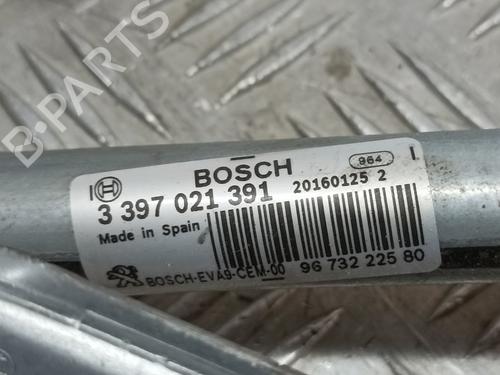 BOSCH
964
3 397 021 391
20160125 2
Made in Spain
BOSCH-EVA9-CEM-00
96 732 225 80
B-PARTS